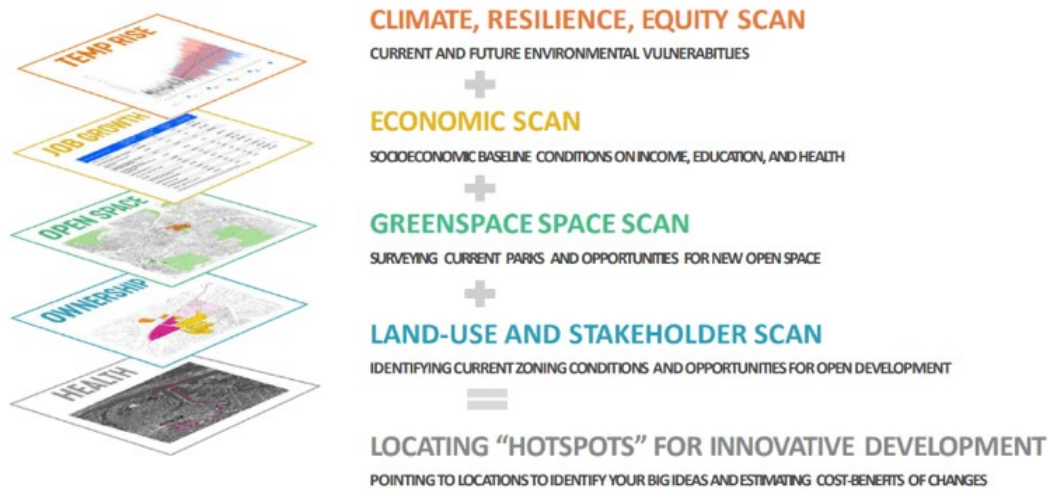 TEMP RISE
JOB GROWTH
OPEN SPACE
OWNERSHIP
HEALTH
CLIMATE, RESILIENCE, EQUITY SCAN
CURRENT AND FUTURE ENVIRONMENTAL VULNERABITLIES
+
ECONOMIC SCAN
SOCIOECONOMIC BASELINE CONDITIONS ON INCOME, EDUCATION, AND HEALTH
+
GREENSPACE SPACE SCAN
SURVEYING CURRENT PARKS AND OPPORTUNITIES FOR NEW OPEN SPACE
+
LAND-USE AND STAKEHOLDER SCAN
IDENTIFYING CURRENT ZONING CONDITIONS AND OPPORTUNITIES FOR OPEN DEVELOPMENT
=
LOCATING “HOTSPOTS” FOR INNOVATIVE DEVELOPMENT
POINTING TO LOCATIONS TO IDENTIFY YOUR BIG IDEAS AND ESTIMATING COST-BENEFITS OF CHANGES